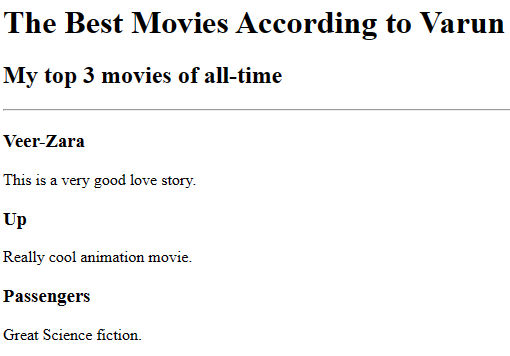 The Best Movies According to Varun
My top 3 movies of all-time
Veer-Zara
This is a very good love story.
Up
Really cool animation movie.
Passengers
Great Science fiction.